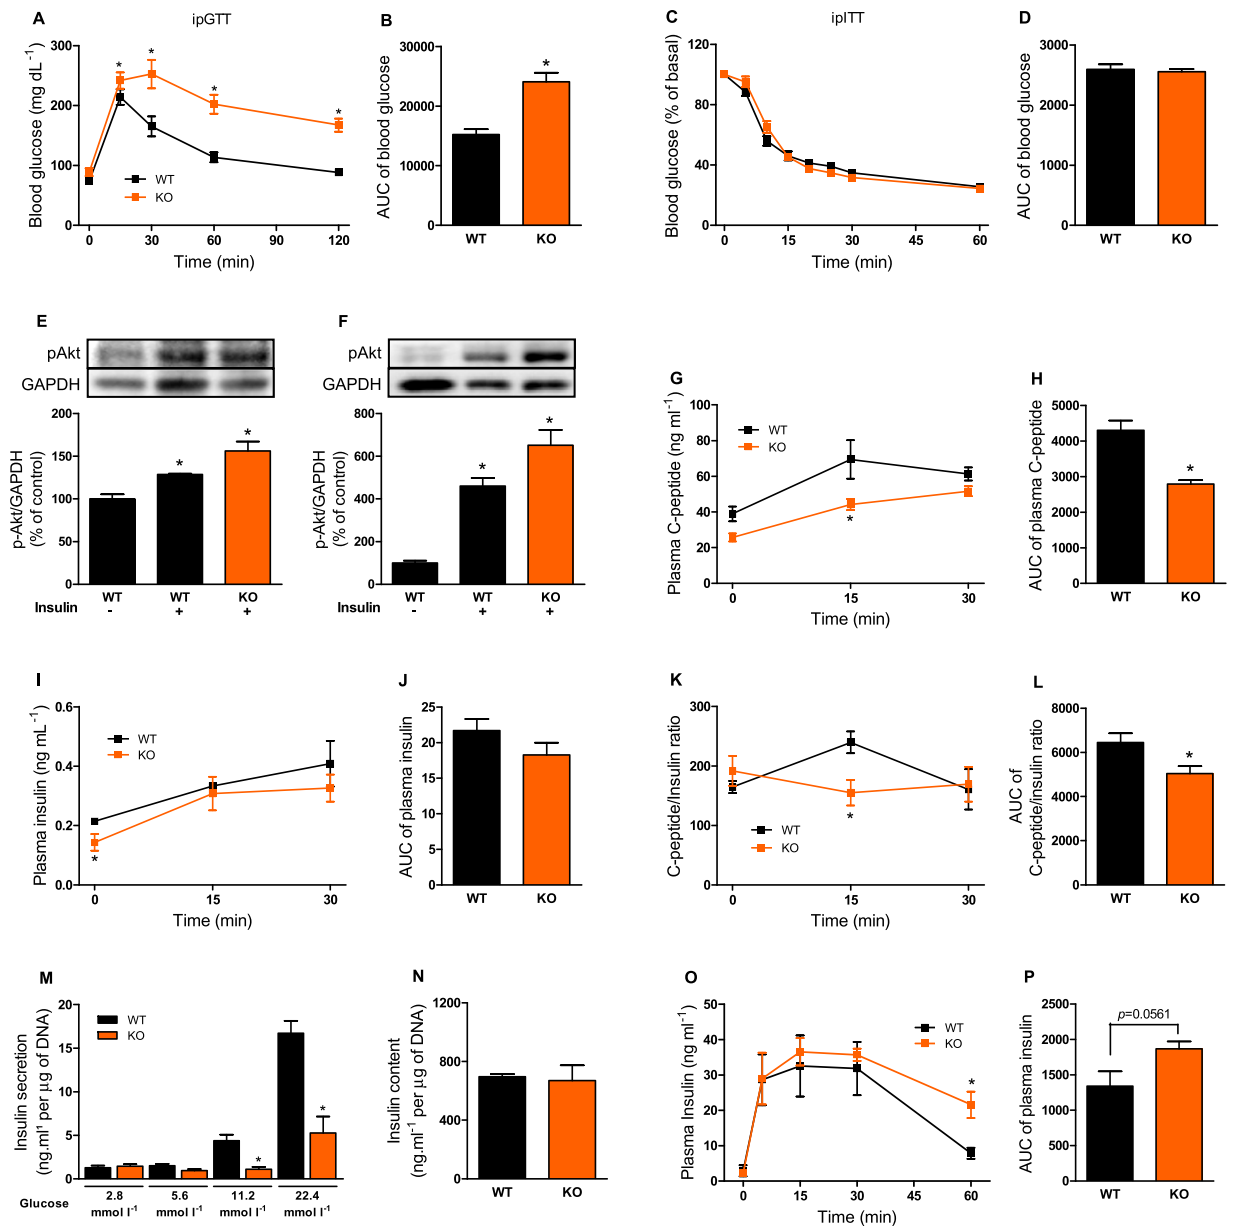 A ipGTT
Blood glucose (mg dL-1)
300
200
100
0
*
*
*
*
WT
KO
0 30 60 90 120
Time (min)
B
AUC of blood glucose
30000
20000
10000
0
*
WT KO
C ipITT
Blood glucose (% of basal)
120
80
40
0
0 15 30 45 60
Time (min)
D
AUC of blood glucose
3000
2000
1000
0
WT KO
E
pAkt
GAPDH
p-Akt/GAPDH
(% of control)
200
150
100
50
0
*
*
WT WT KO
Insulin - + +
F
pAkt
GAPDH
p-Akt/GAPDH
(% of control)
800
600
400
200
0
*
*
WT WT KO
Insulin - + +
G
Plasma C-peptide (ng ml-1)
100
80
60
40
20
0
WT
KO
*
0 15 30
Time (min)
H
AUC of plasma C-peptide
5000
4000
3000
2000
1000
0
*
WT KO
I
Plasma insulin (ng mL-1)
0.6
0.4
0.2
0.0
WT
KO
*
0 15 30
Time (min)
J
AUC of plasma insulin
25
20
15
10
5
0
WT KO
K
C-peptide/Insulin ratio
300
200
100
0
*
WT
KO
0 15 30
Time (min)
L
AUC of
C-peptide/insulin ratio
8000
6000
4000
2000
0
*
WT KO
M
Insulin secretion
(ng.ml1 per µg of DNA)
20
15
10
5
0
WT
KO
*
*
Glucose 2.8 5.6 11.2 22.4
mmol l-1 mmol l-1 mmol l-1 mmol l-1
N
Insulin content
(ng.ml-1 per µg of DNA)
1200
800
400
0
WT KO
O
Plasma Insulin (ng ml-1)
50
40
30
20
10
0
WT
KO
*
0 15 30 45 60
Time (min)
P
AUC of plasma insulin
2500
2000
1500
1000
500
0
p=0.0561
WT KO